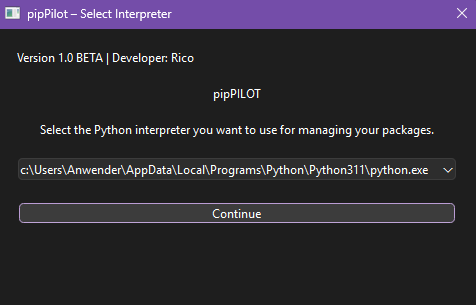 pipPilot – Select Interpreter
Version 1.0 BETA | Developer: Rico
pipPILOT
Select the Python interpreter you want to use for managing your packages.
c:\Users\Anwender\AppData\Local\Programs\Python\Python311\python.exe
Continue